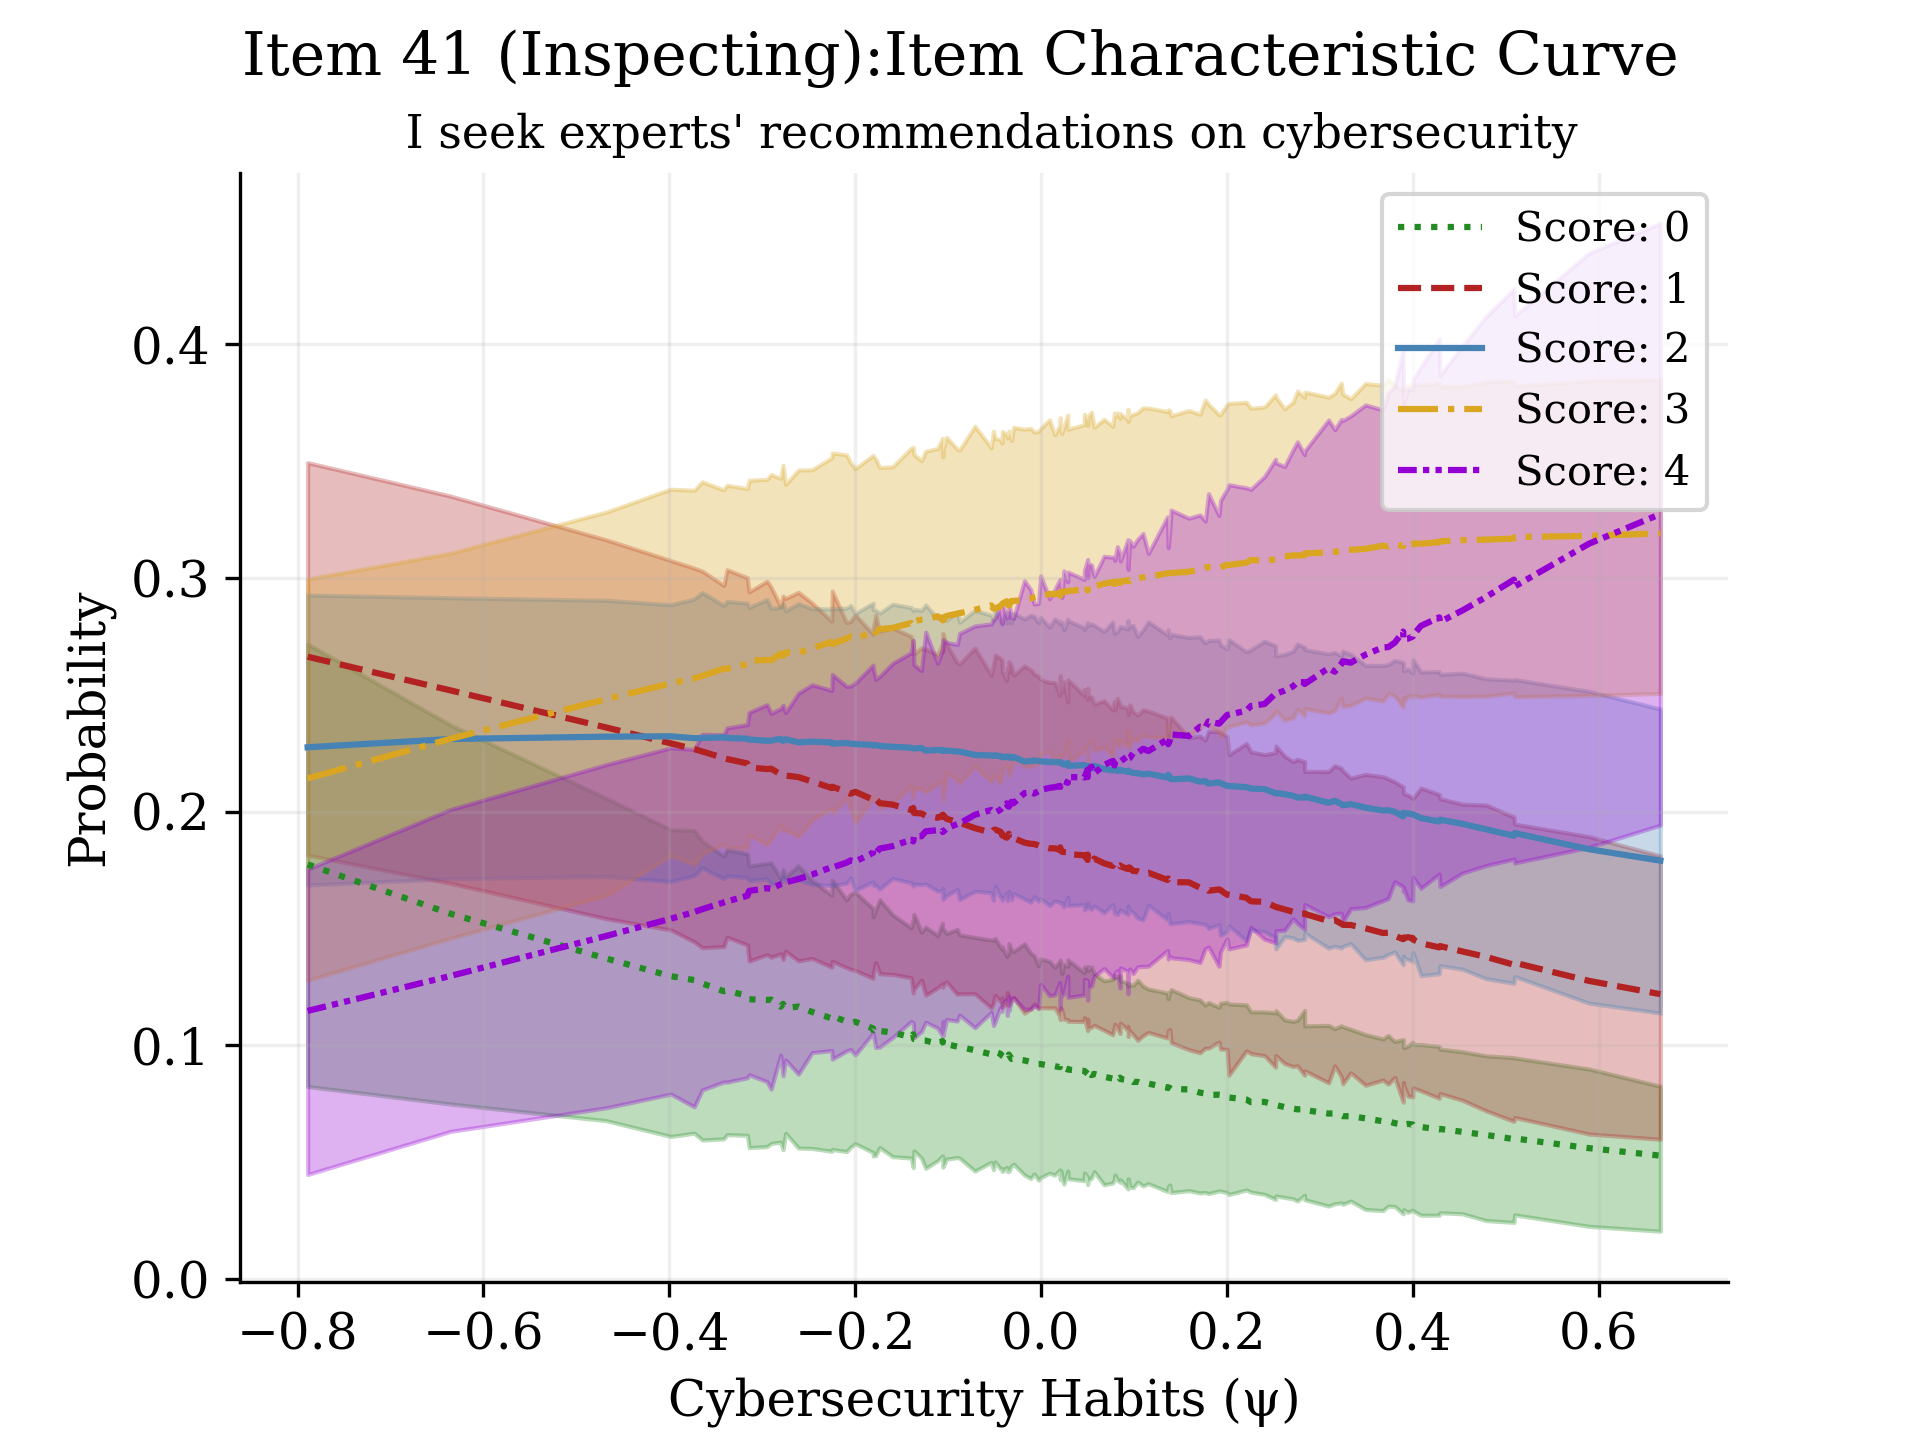 Item 41 (Inspecting):Item Characteristic Curve
I seek experts' recommendations on cybersecurity
Score: 0
Score: 1
Score: 2
Score: 3
Score: 4
Probability
0.4
0.3
0.2
0.1
0.0
−0.8 −0.6 −0.4 −0.2 0.0 0.2 0.4 0.6
Cybersecurity Habits (ψ)